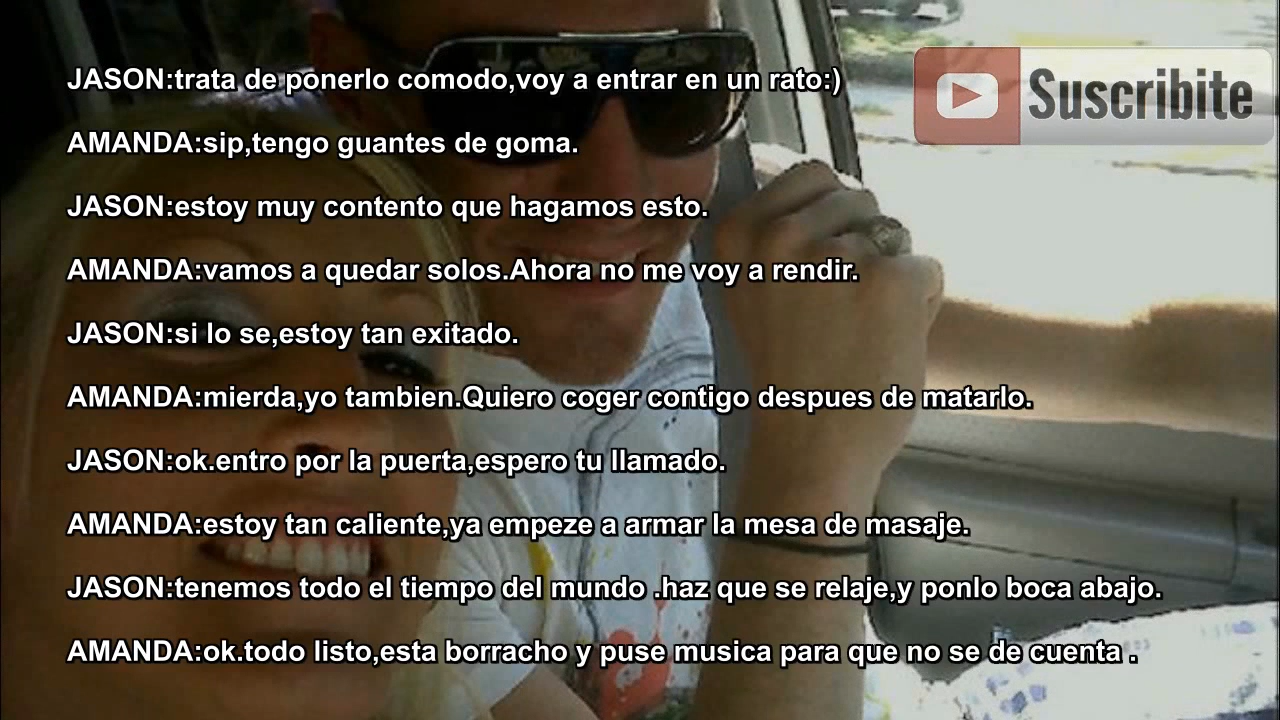 JASON:trata de ponerlo comodo,voy a entrar en un rato:)
Suscribite
AMANDA:sip,tengo guantes de goma.
JASON:estoy muy contento que hagamos esto.
AMANDA:vamos a quedar solos.Ahora no me voy a rendir.
JASON:si lo se,estoy tan exitado.
AMANDA:mierda,yo tambien.Quiero coger contigo despues de matarlo.
JASON:ok.entro por la puerta,espero tu llamado.
AMANDA:estoy tan caliente,ya empeze a armar la mesa de masaje.
JASON:tenemos todo el tiempo del mundo .haz que se relaje,y ponlo boca abajo.
AMANDA:ok.todo listo,esta borracho y puse musica para que no se de cuenta .